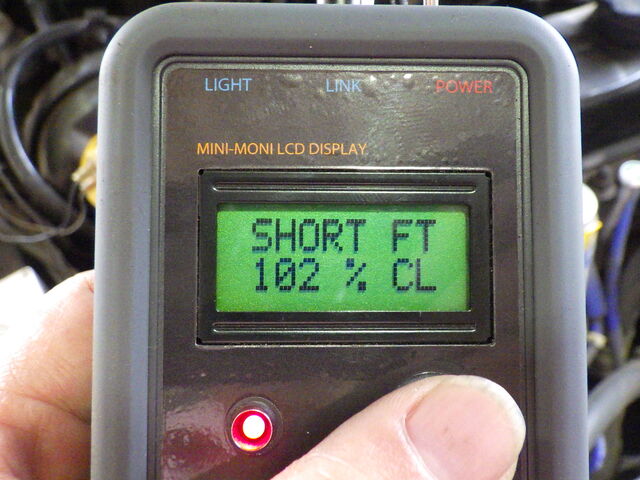 LIGHT LINK POWER
MINI-MONI LCD DISPLAY
SHORT FT
102 % CL